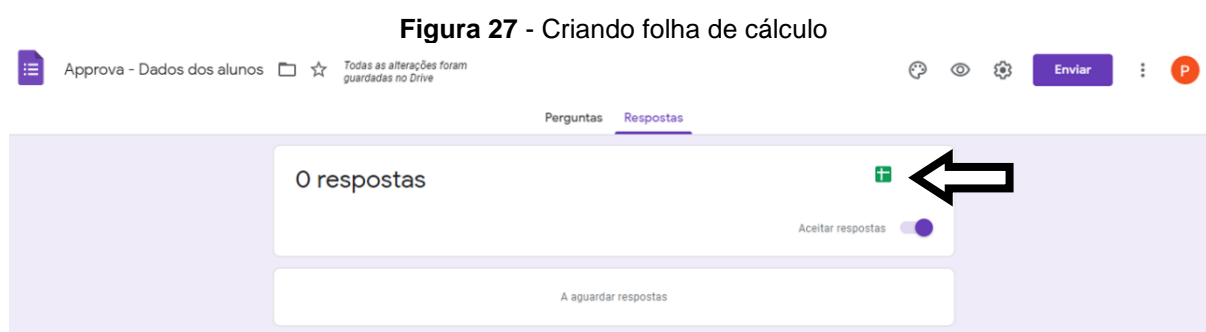 Figura 27 - Criando folha de cálculo
Approva - Dados dos alunos
Todas as alterações foram
guardadas no Drive
Enviar
P
Perguntas Respostas
0 respostas
Aceitar respostas
A aguardar respostas